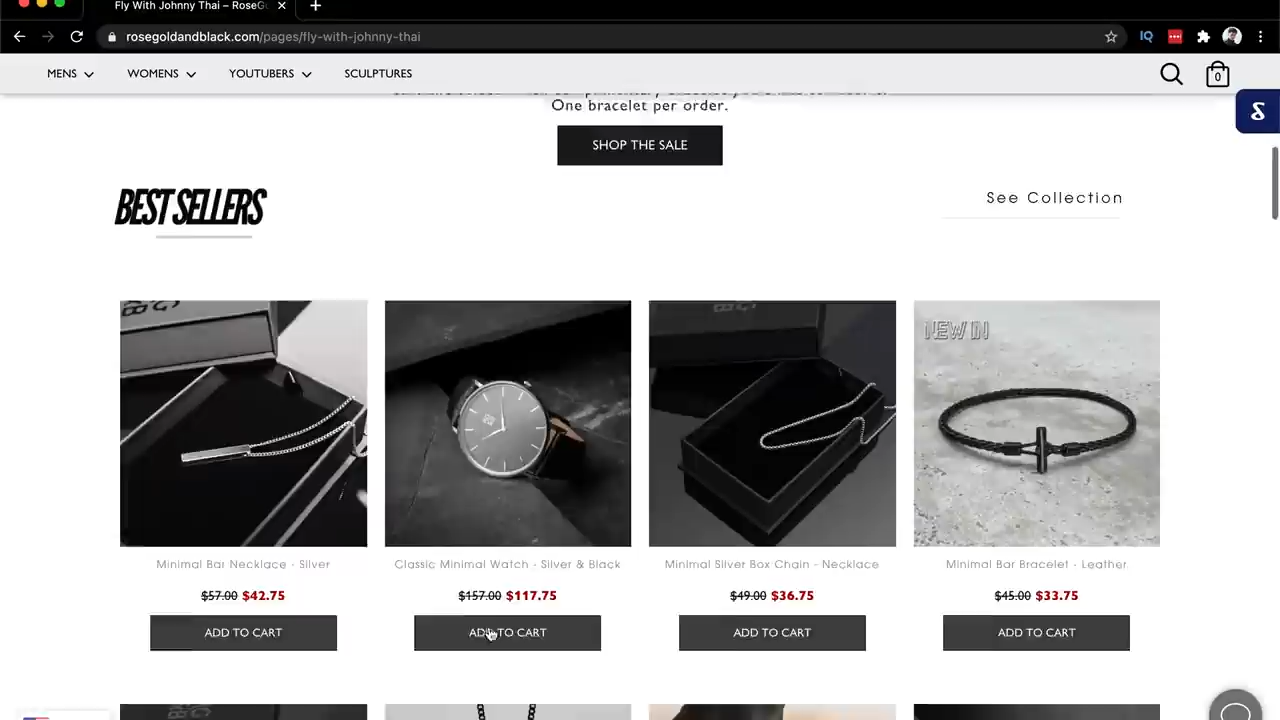 Fly With Johnny Thai – RoseG
rosegoldandblack.com/pages/fly-with-johnny-thai
IQ
MENS
WOMENS
YOUTUBERS
SCULPTURES
0
One bracelet per order.
SHOP THE SALE
BEST SELLERS
See Collection
NEW IN
Minimal Bar Necklace - Silver
Classic Minimal Watch - Silver & Black
Minimal Silver Box Chain - Necklace
Minimal Bar Bracelet - Leather
$57.00 $42.75
$157.00 $117.75
$49.00 $36.75
$45.00 $33.75
ADD TO CART
ADD TO CART
ADD TO CART
ADD TO CART